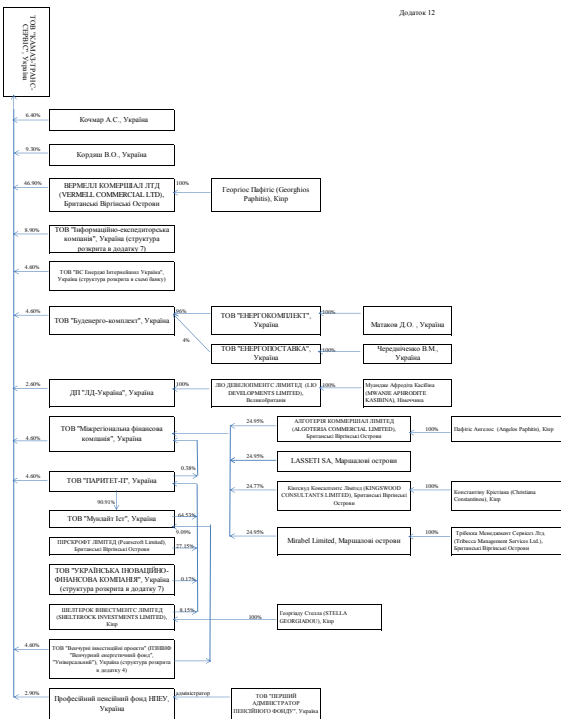 Додаток 12
ТОВ "КАМАЗ-ТРАНС-
СЕРВІС", Україна
6.40%
Кочмар А.С., Україна
9.30%
Кордиш В.О., Україна
46.90%
ВЕРМЕЛЛ КОМЕРШІАЛ ЛТД
(VERMELL COMMERCIAL LTD),
Британські Віргінські Острови
100%
Георгіос Пафітіс (Georghios
Paphitis), Кіпр
8.90%
ТОВ "Інформаційно-експедиторська
компанія", Україна (структура
розкрита в додатку 7)
4.60%
ТОВ "ВС Енерджі Інтернейшнл Україна",
Україна (структура розкрита в схемі банку)
4.60%
ТОВ "Буденерго-комплект", Україна
96%
ТОВ "ЕНЕРГОКОМПЛЕКТ",
Україна
100%
Матаков Д.О. , Україна
4%
ТОВ "ЕНЕРГОПОСТАВКА",
Україна
100%
Чередніченко В.М.,
Україна
2.60%
ДП "ЛД-Україна", Україна
100%
ЛІО ДЕВЕЛОПМЕНТС ЛІМІТЕД (LIO
DEVELOPMENTS LIMITED),
Великобританія
100%
Муандже Афродіта Касібіна
(MWANJE APHRODITE
KASIBINA), Німеччина
4.60%
ТОВ "Міжрегіональна фінансова
компанія", Україна
24.95%
АЛГОТЕРІЯ КОММЕРШІАЛ ЛІМІТЕД
(ALGOTERIA COMMERCIAL LIMITED),
Британські Віргінські Острови
100%
Пафітіс Ангелос (Angelos Paphitis), Кіпр
24.95%
LASSETI SA, Маршалові острови
0.38%
4.60%
ТОВ "ПАРИТЕТ-ІІ", Україна
24.77%
Кінгсвуд Консалтентс Лімітед (KINGSWOOD
CONSULTANTS LIMITED), Британські Віргінські
Острови
100%
Константіну Крістіана (Christiana
Constantinou), Кіпр
90.91%
ТОВ "Мунлайт Іст", Україна
64.53%
9.09%
24.95%
Mirabel Limited, Маршалові острови
100%
Трібекка Менеджмент Сервісез Лтд
(Tribecca Management Services Ltd.),
Британські Віргінські Острови
ПІРСКРОФТ ЛІМІТЕД (Pearscroft Limited),
Британські Віргінські Острови
27.15%
ТОВ "УКРАЇНСЬКА ІНОВАЦІЙНО-
ФІНАНСОВА КОМПАНІЯ", Україна
(структура розкрита в додатку 7)
0.17%
ШЕЛТЕРОК ІНВЕСТМЕНТС ЛІМІТЕД
(SHELTEROCK INVESTMENTS LIMITED),
Кіпр
8.15%
100%
Георгіаду Стелла (STELLA
GEORGIADOU), Кіпр
4.60%
ТОВ "Венчурні інвестиційні проекти" (ПЗНВІФ
"Венчурний енергетичний фонд",
"Універсальний"), Україна (структура розкрита
в додатку 4)
2.90%
Професійний пенсійний фонд НПЕУ,
Україна
адміністратор
ТОВ "ПЕРШИЙ
АДМІНІСТРАТОР
ПЕНСІЙНОГО ФОНДУ", Україна